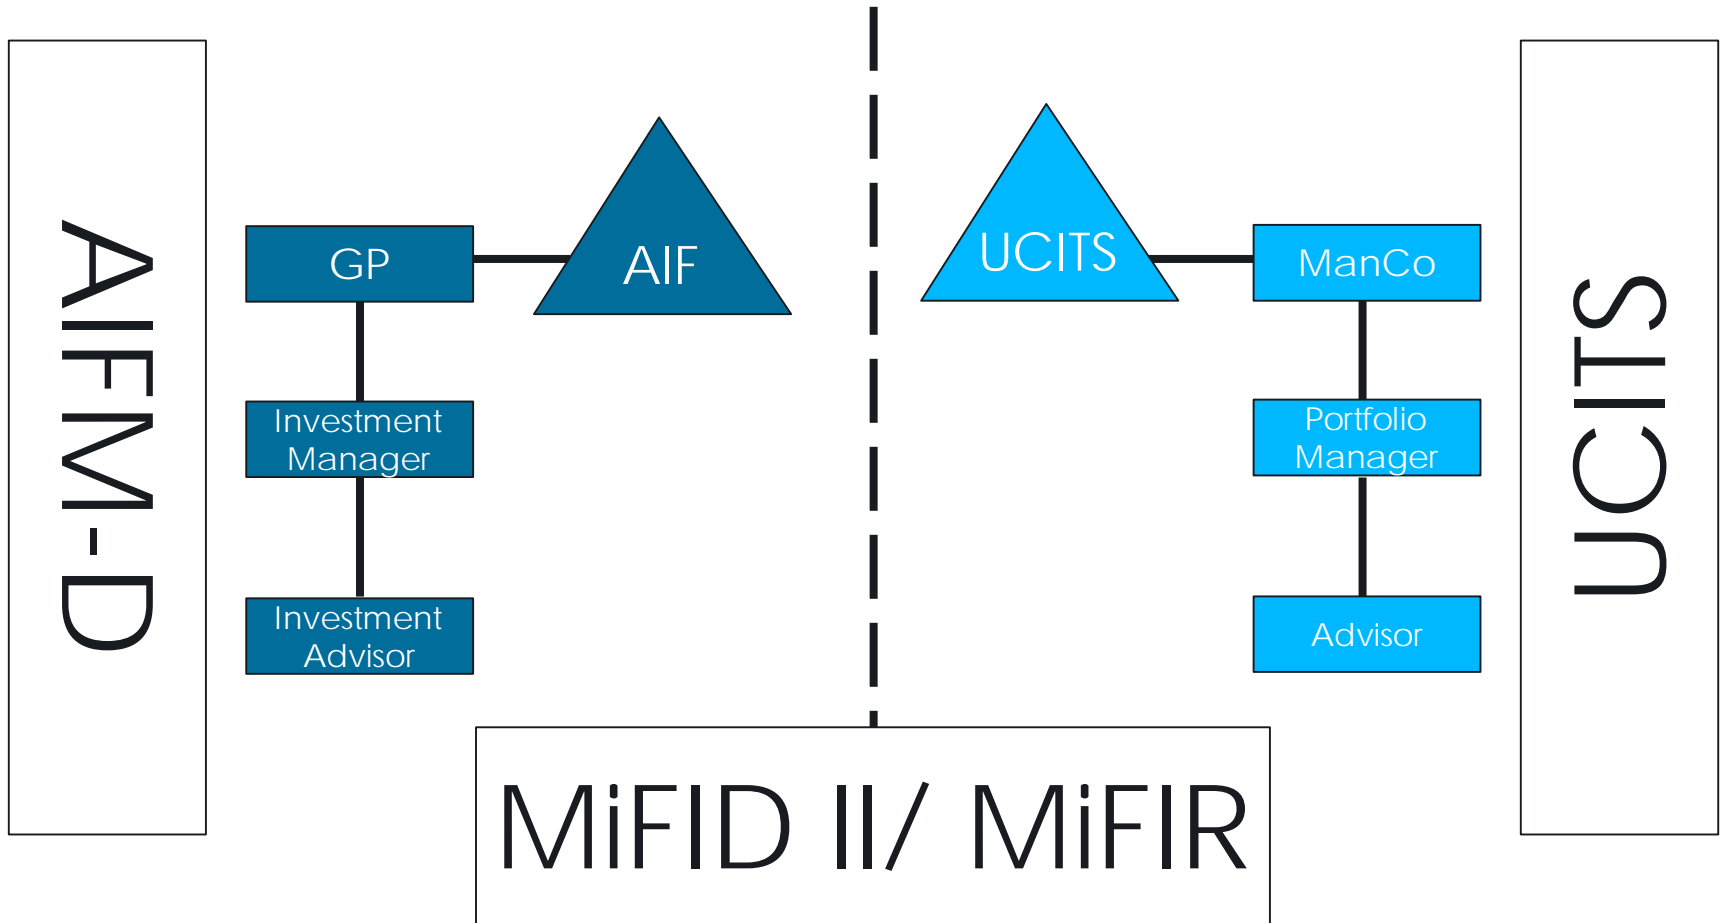 AIFM-D
GP
AIF
Investment
Manager
Investment
Advisor
UCITS
ManCo
Portfolio
Manager
Advisor
UCITS
MiFID II/ MiFIR